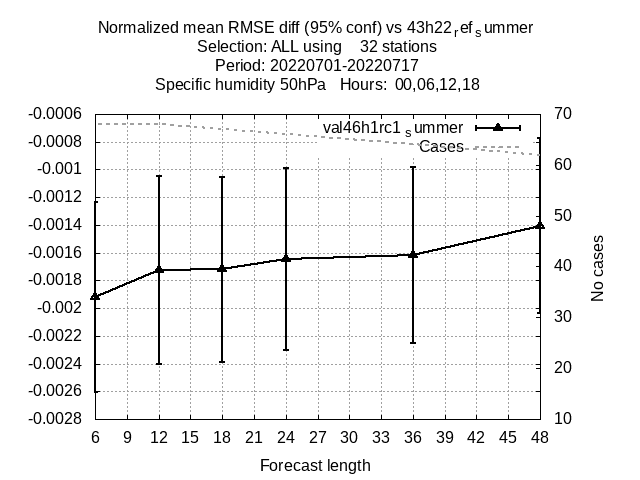 Normalized mean RMSE diff (95% conf) vs 43h22refsummer
Selection: ALL using 32 stations
Period: 20220701-20220717
Specific humidity 50hPa Hours: 00,06,12,18
-0.0006
-0.0008
-0.001
-0.0012
-0.0014
-0.0016
-0.0018
-0.002
-0.0022
-0.0024
-0.0026
-0.0028
val46h1rc1summer
Cases
70
60
50
40
30
20
10
No cases
6 9 12 15 18 21 24 27 30 33 36 39 42 45 48
Forecast length